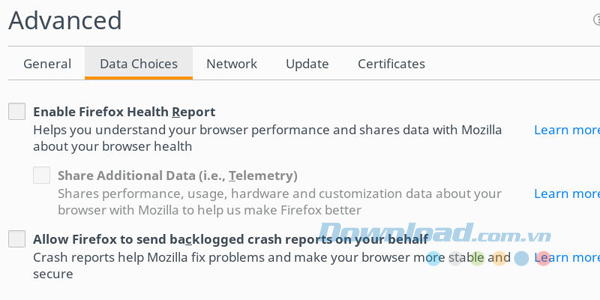 Advanced
General Data Choices Network Update Certificates
Enable Firefox Health Report
Helps you understand your browser performance and shares data with Mozilla Learn more
about your browser health
Share Additional Data (i.e., Telemetry)
Shares performance, usage, hardware and customization data about your Learn more
browser with Mozilla to help us make Firefox better
Allow Firefox to send backlogged crash reports on your behalf
Download.com.vn
Crash reports help Mozilla fix problems and make your browser more stable and Learn more
secure